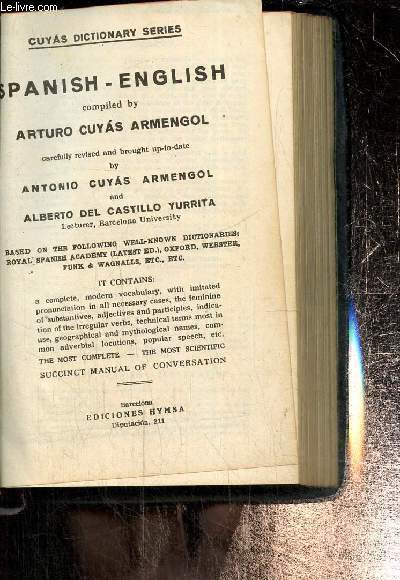 Le-livre.com
CUYÁS DICTIONARY SERIES
SPANISH - ENGLISH
compiled by
ARTURO CUYÁS ARMENGOL
carefully revised and brought up-to-date
by
ANTONIO CUYÁS ARMENGOL
and
ALBERTO DEL CASTILLO YURRITA
Lecturer, Barcelona University
BASED ON THE FOLLOWING WELL-KNOWN DICTIONARIES:
ROYAL SPANISH ACADEMY (LATEST ED.), OXFORD, WEBSTER,
FUNK & WAGNALLS, ETC., ETC.
IT CONTAINS:
a complete, modern vocabulary, with imitated
pronunciation in all necessary cases, the feminine
of substantives, adjectives and participles, indica-
tion of the irregular verbs, technical terms most in
use, geographical and mythological names, com-
mon adverbial locutions, popular speech, etc.
THE MOST COMPLETE — THE MOST SCIENTIFIC
SUCCINCT MANUAL OF CONVERSATION
Barcelona
EDICIONES HYMSA
Diputación, 211